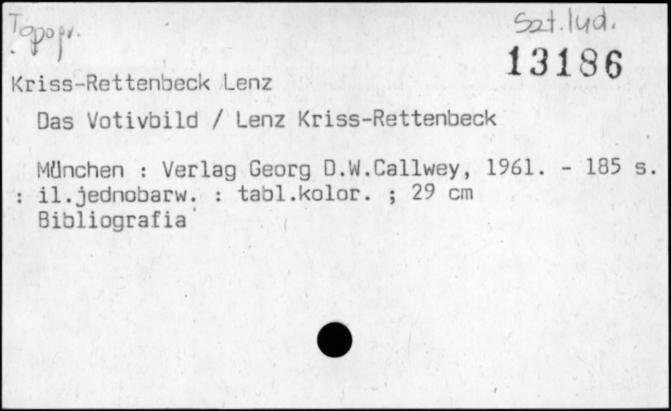 Topogr.
Szt. lud.
13186
Kriss-Rettenbeck Lenz
Das Votivbild / Lenz Kriss-Rettenbeck
München : Verlag Georg D.W.Callwey, 1961. - 185 s.
: il.jednobarw. : tabl.kolor. ; 29 cm
Bibliografia